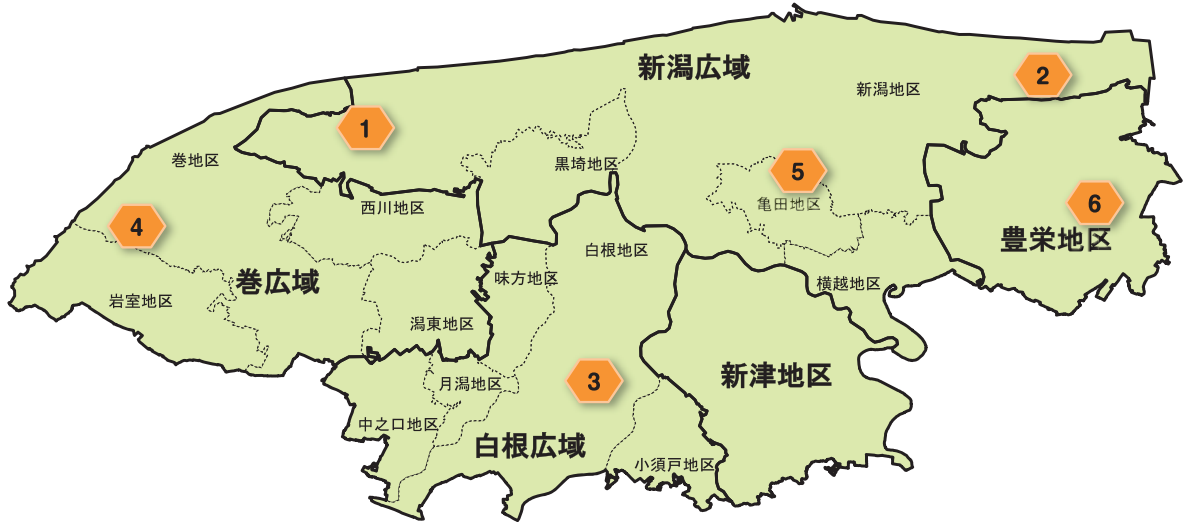 新潟広域
2
新潟地区
1
巻地区
黒埼地区
5
亀田地区
6
豊栄地区
西川地区
4
白根地区
味方地区
巻広域
横越地区
岩室地区
潟東地区
新津地区
3
月潟地区
中之口地区
白根広域
小須戸地区